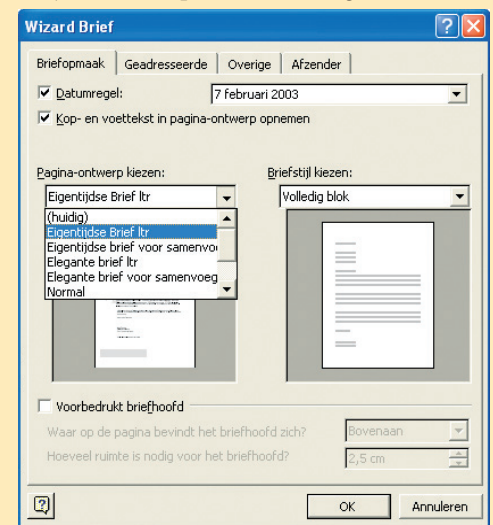 Wizard Brief
Briefopmaak Geadresseerde Overige Afzender
Datumregel: 7 februari 2003
Kop- en voettekst in pagina-ontwerp opnemen
Pagina-ontwerp kiezen: Briefstijl kiezen:
Eigentijdse Brief ltr Volledig blok
(huidig)
Eigentijdse Brief ltr
Eigentijdse brief voor samenvo
Elegante brief ltr
Elegante brief voor samenvoeg
Normal
Voorbedrukt briefhoofd
Waar op de pagina bevindt het briefhoofd zich? Bovenaan
Hoeveel ruimte is nodig voor het briefhoofd? 2,5 cm
OK Annuleren